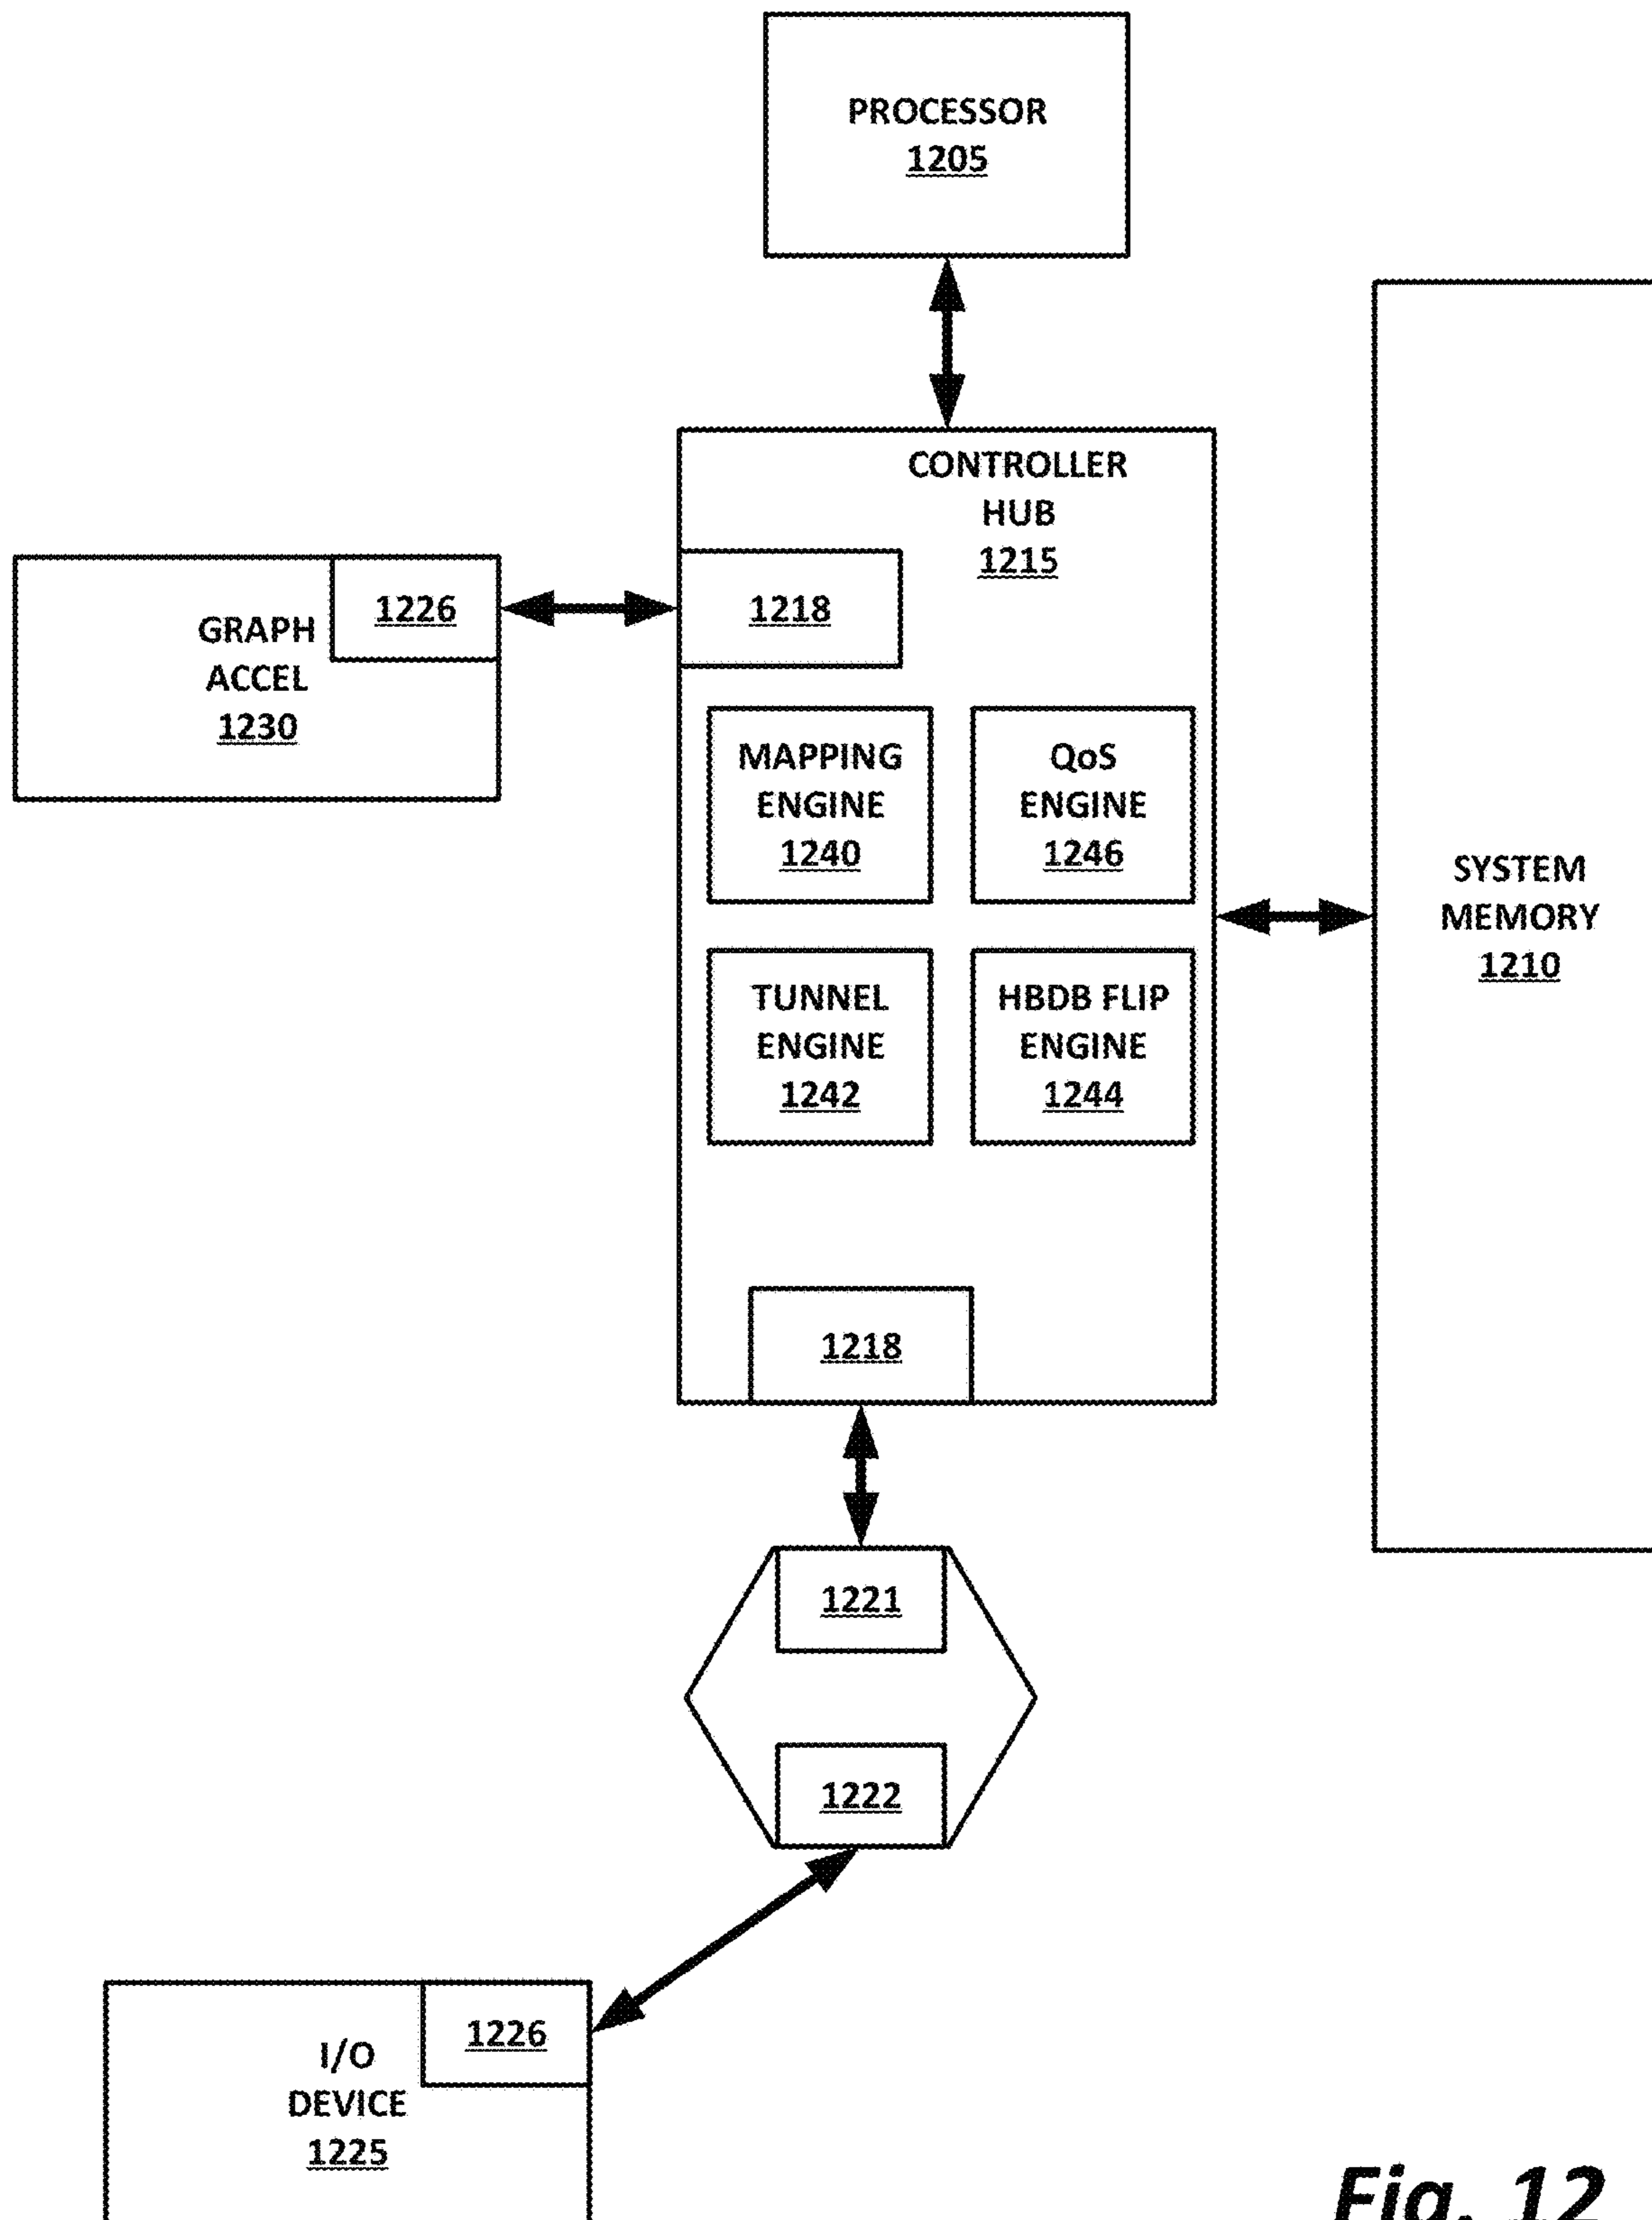 PROCESSOR
1205
CONTROLLER
HUB
1215
1218
GRAPH
ACCEL
1230
1226
MAPPING
ENGINE
1240
QoS
ENGINE
1246
SYSTEM
MEMORY
1210
TUNNEL
ENGINE
1242
HBDB FLIP
ENGINE
1244
1218
1221
1222
I/O
DEVICE
1225
1226
Fig. 12